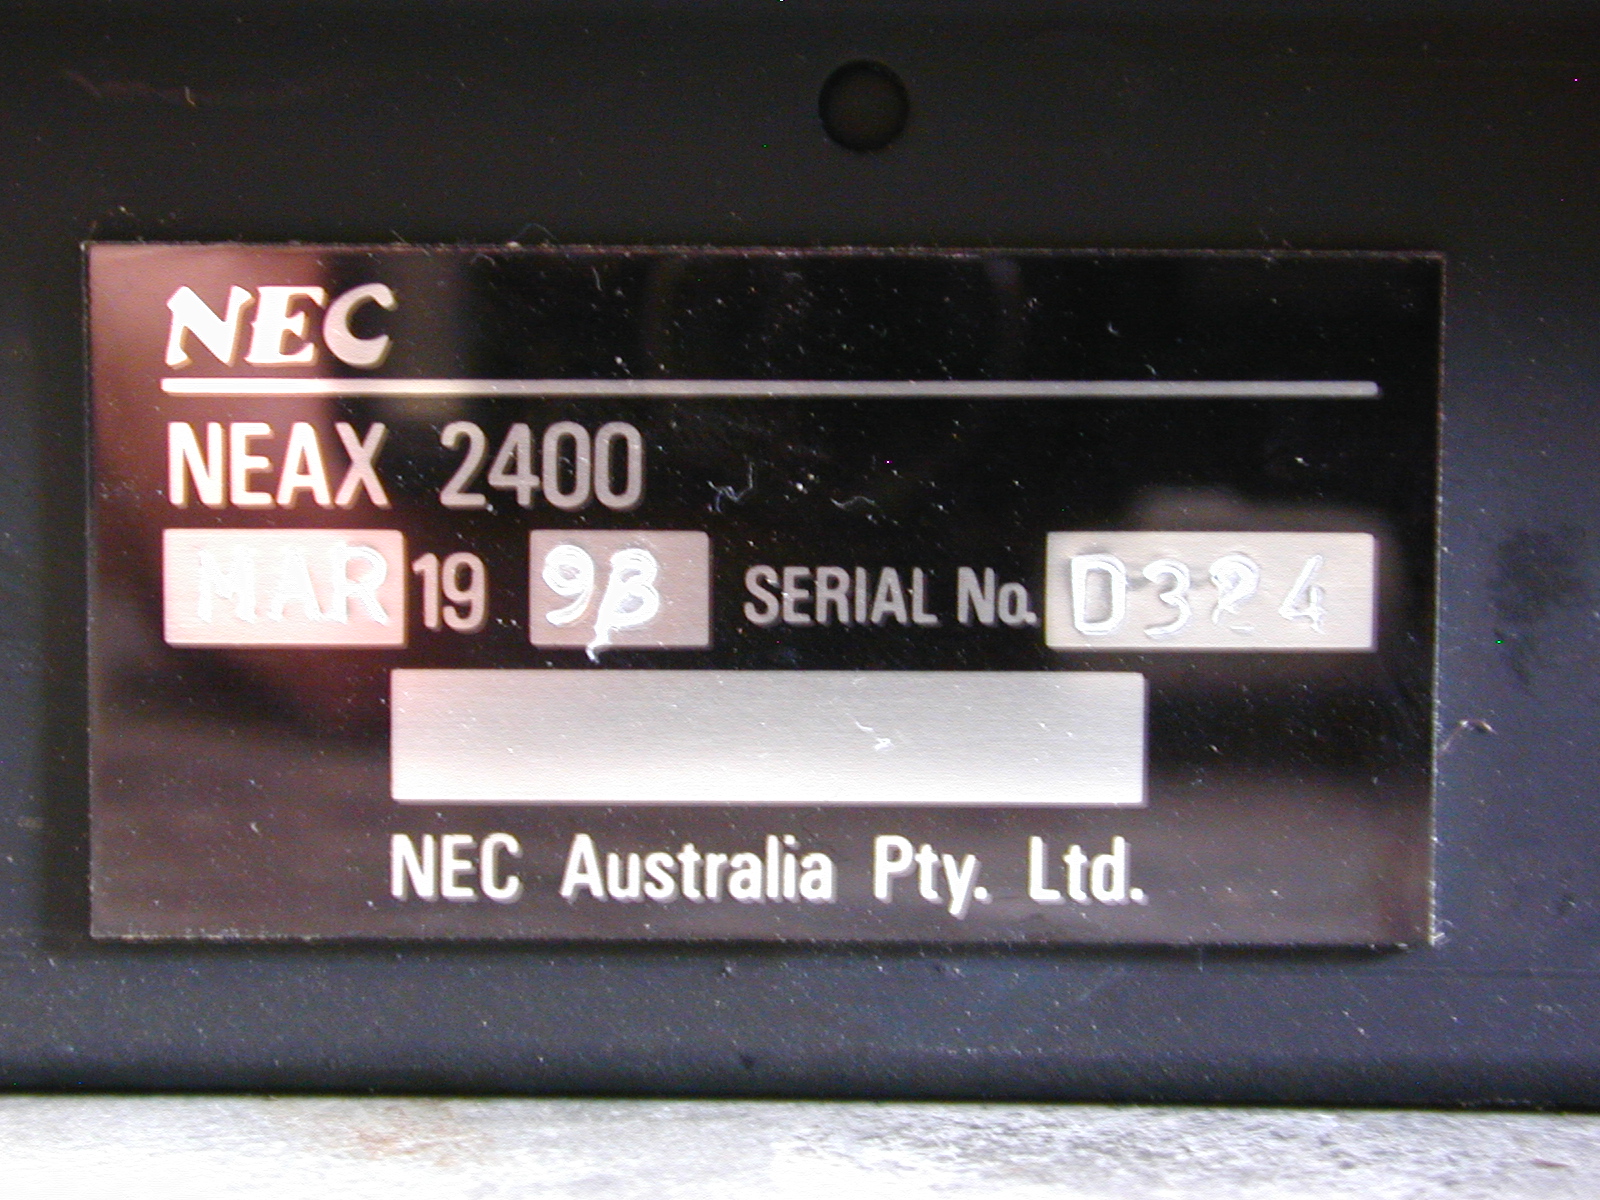 NEC
NEAX 2400
MAR 19 93 SERIAL No. D324
NEC Australia Pty. Ltd.